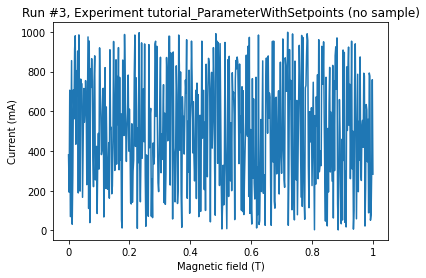 Run #3, Experiment tutorial_ParameterWithSetpoints (no sample)
1000
800
600
400
200
0
Current (mA)
0 0.2 0.4 0.6 0.8 1
Magnetic field (T)